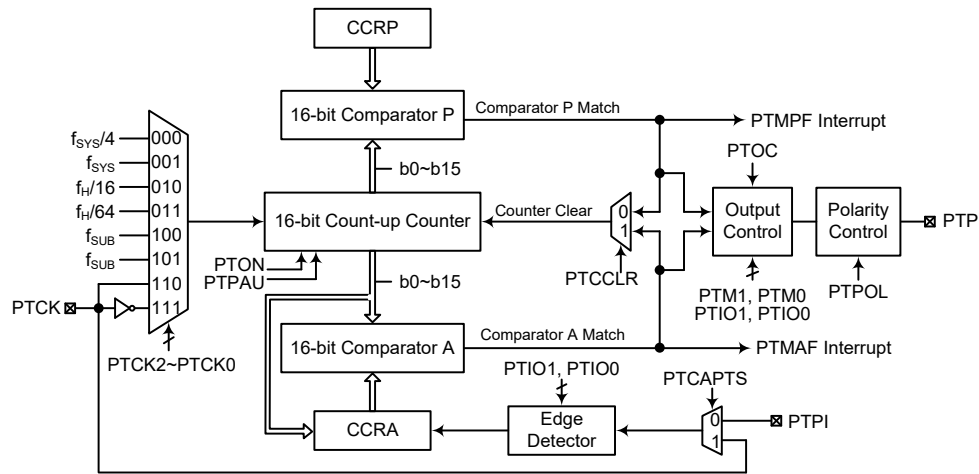 CCRP
16-bit Comparator P
Comparator P Match
PTMPF Interrupt
b0~b15
PTOC
fSYS/4
000
fSYS
001
fH/16
010
fH/64
011
fSUB
100
fSUB
101
110
111
16-bit Count-up Counter
Counter Clear
0
1
Output
Control
Polarity
Control
PTP
PTON
PTPAU
b0~b15
PTCCLR
PTM1, PTM0
PTIO1, PTIO0
PTPOL
PTCK
PTCK2~PTCK0
16-bit Comparator A
Comparator A Match
PTMAF Interrupt
PTIO1, PTIO0
PTCAPTS
CCRA
Edge
Detector
0
1
PTPI